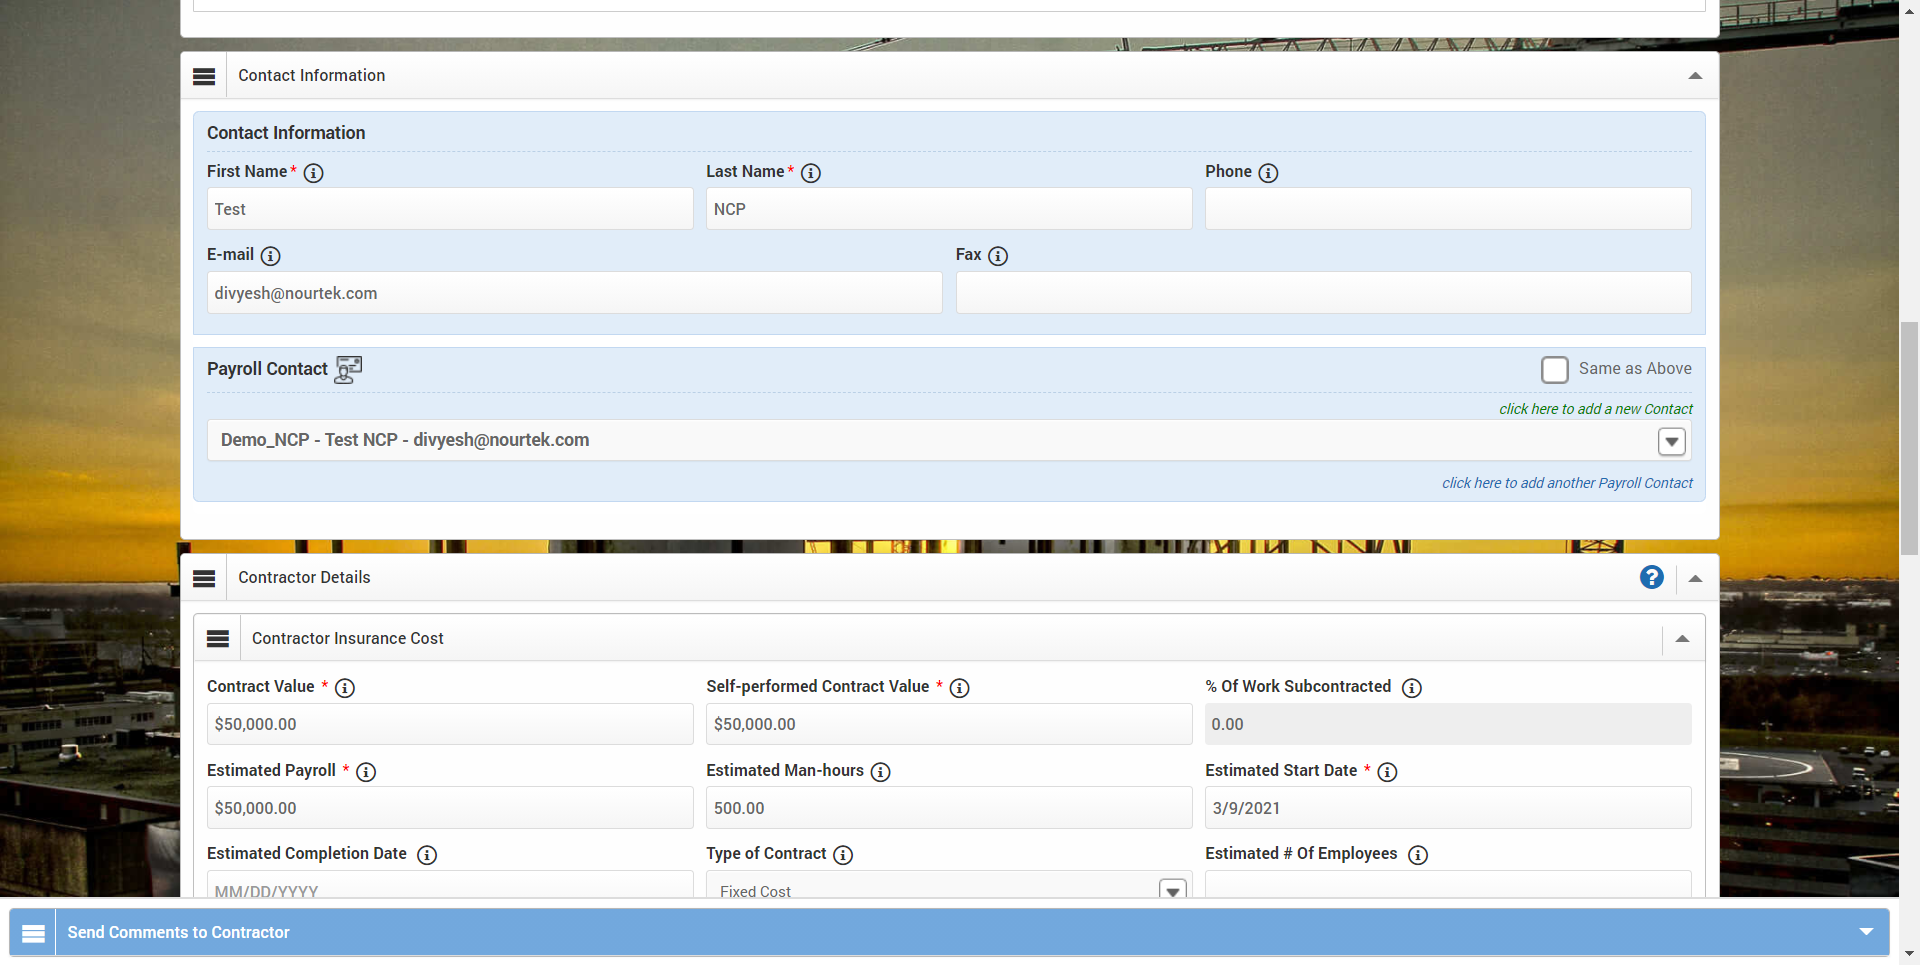 Contact Information
Contact Information
First Name * Last Name * Phone
Test NCP
E-mail Fax
divyesh@nourtek.com
Payroll Contact Same as Above
click here to add a new Contact
Demo_NCP - Test NCP - divyesh@nourtek.com
click here to add another Payroll Contact
Contractor Details ?
Contractor Insurance Cost
Contract Value * Self-performed Contract Value * % Of Work Subcontracted
$50,000.00 $50,000.00 0.00
Estimated Payroll * Estimated Man-hours Estimated Start Date *
$50,000.00 500.00 3/9/2021
Estimated Completion Date Type of Contract Estimated # Of Employees
MM/DD/YYYY Fixed Cost
Send Comments to Contractor